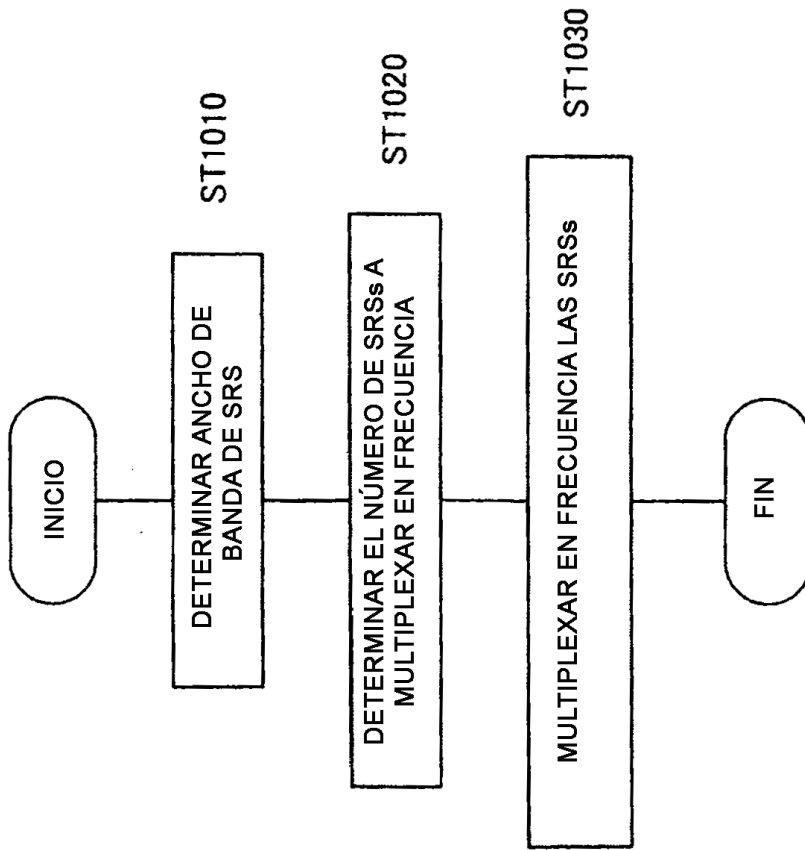 INICIO
DETERMINAR ANCHO DE
BANDA DE SRS
ST1010
DETERMINAR EL NÚMERO DE SRSs A
MULTIPLEXAR EN FRECUENCIA
ST1020
MULTIPLEXAR EN FRECUENCIA LAS SRSs
ST1030
FIN